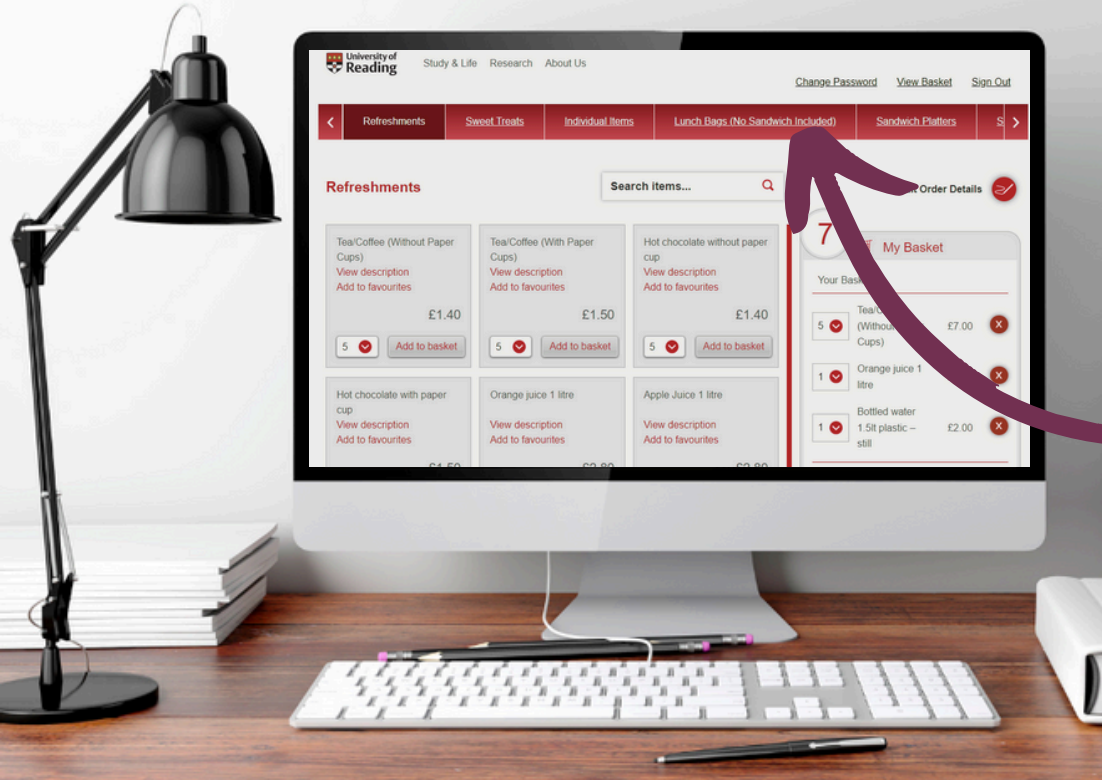 University of
Reading
Study & Life Research About Us
Change Password View Basket Sign Out
Refreshments Sweet Treats Individual Items Lunch Bags (No Sandwich Included) Sandwich Platters S
Refreshments
Search items...
Order Details
Tea/Coffee (Without Paper
Cups)
View description
Add to favourites
£1.40
5 Add to basket
Tea/Coffee (With Paper
Cups)
View description
Add to favourites
£1.50
5 Add to basket
Hot chocolate without paper
cup
View description
Add to favourites
£1.40
5 Add to basket
Hot chocolate with paper
cup
View description
Add to favourites
Orange juice 1 litre
View description
Add to favourites
Apple Juice 1 litre
View description
Add to favourites
7
My Basket
Your
5
Cups)
£7.00
X
1
Orange juice 1
litre
X
1
Bottled water
1.5lt plastic –
still
£2.00
X